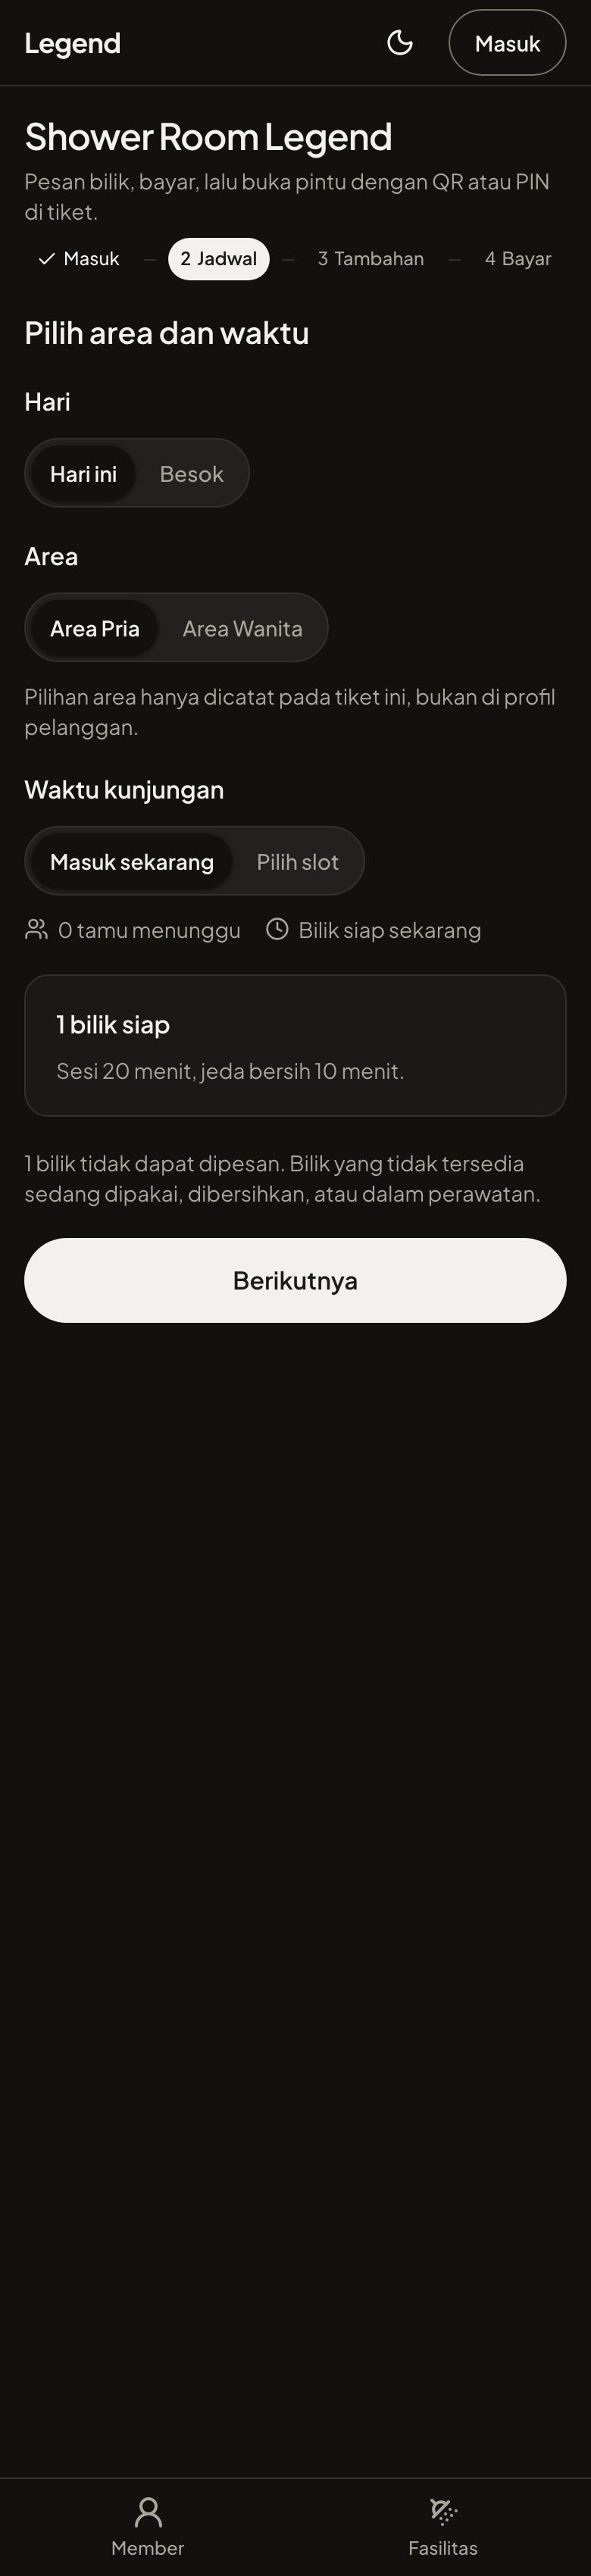 Legend
Masuk
Shower Room Legend
Pesan bilik, bayar, lalu buka pintu dengan QR atau PIN
di tiket.
Masuk
2 Jadwal
3 Tambahan
4 Bayar
Pilih area dan waktu
Hari
Hari ini
Besok
Area
Area Pria
Area Wanita
Pilihan area hanya dicatat pada tiket ini, bukan di profil
pelanggan.
Waktu kunjungan
Masuk sekarang
Pilih slot
0 tamu menunggu
Bilik siap sekarang
1 bilik siap
Sesi 20 menit, jeda bersih 10 menit.
1 bilik tidak dapat dipesan. Bilik yang tidak tersedia
sedang dipakai, dibersihkan, atau dalam perawatan.
Berikutnya
Member
Fasilitas